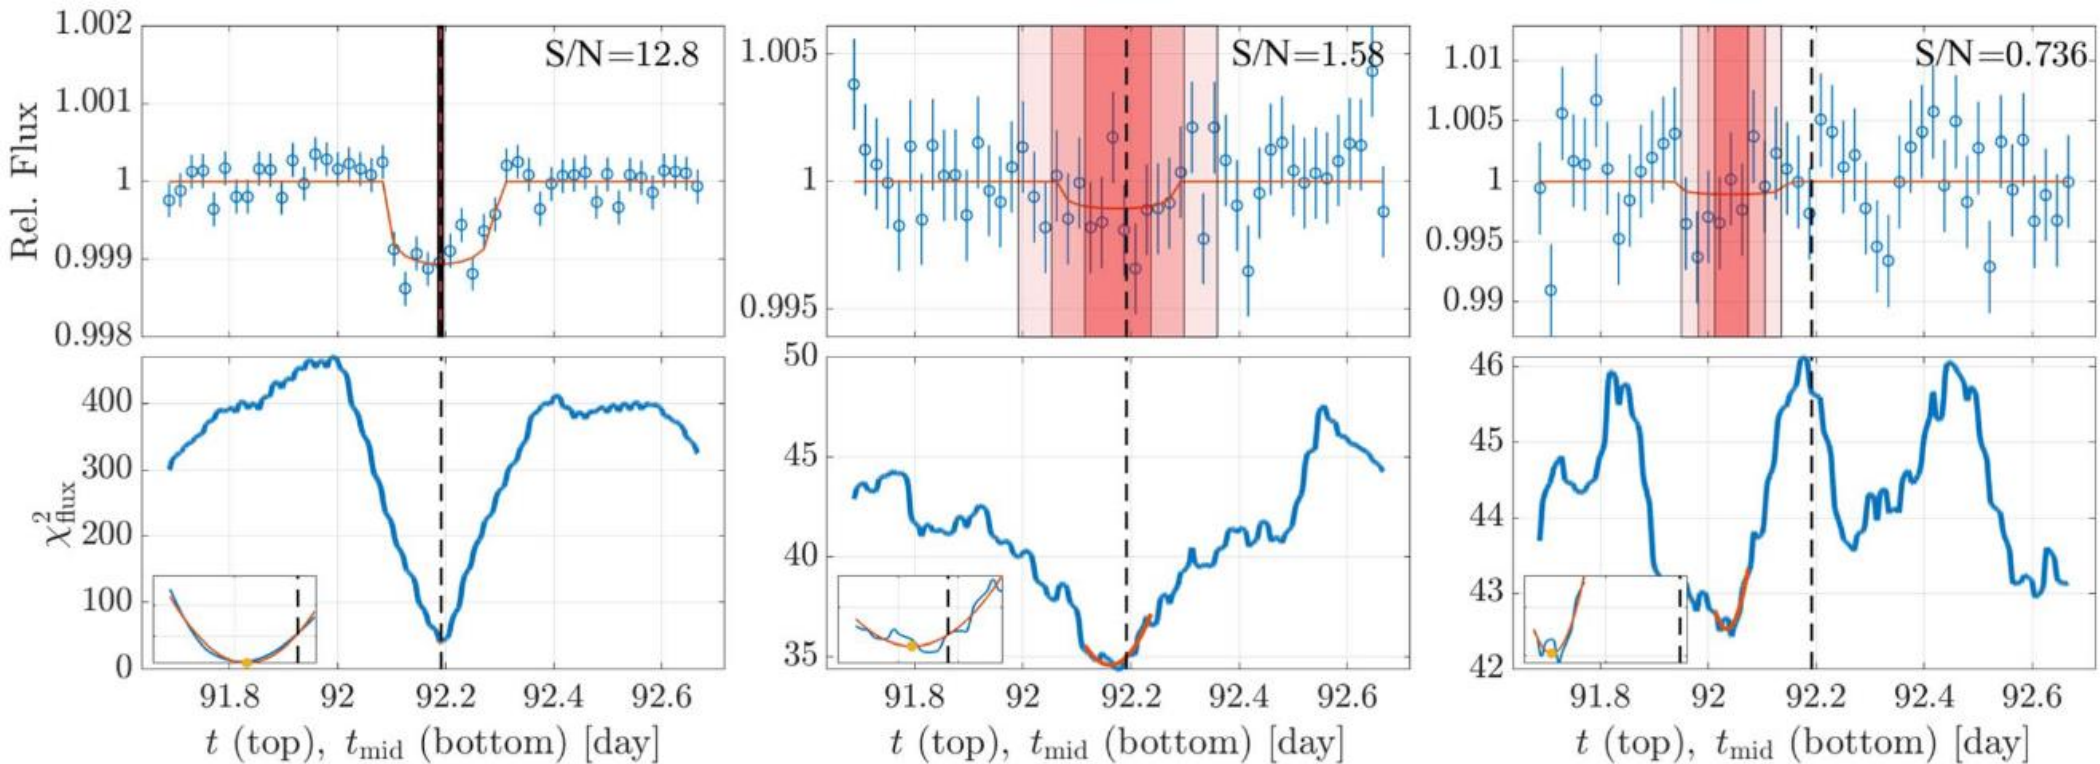 1.002
1.001
1
0.999
0.998
Rel. Flux
S/N=12.8
1.005
1
0.995
S/N=1.58
1.01
1.005
1
0.995
0.99
S/N=0.736
400
300
200
100
0
χ²flux
91.8 92 92.2 92.4 92.6
t (top), tmid (bottom) [day]
50
45
40
35
91.8 92 92.2 92.4 92.6
t (top), tmid (bottom) [day]
46
45
44
43
42
91.8 92 92.2 92.4 92.6
t (top), tmid (bottom) [day]